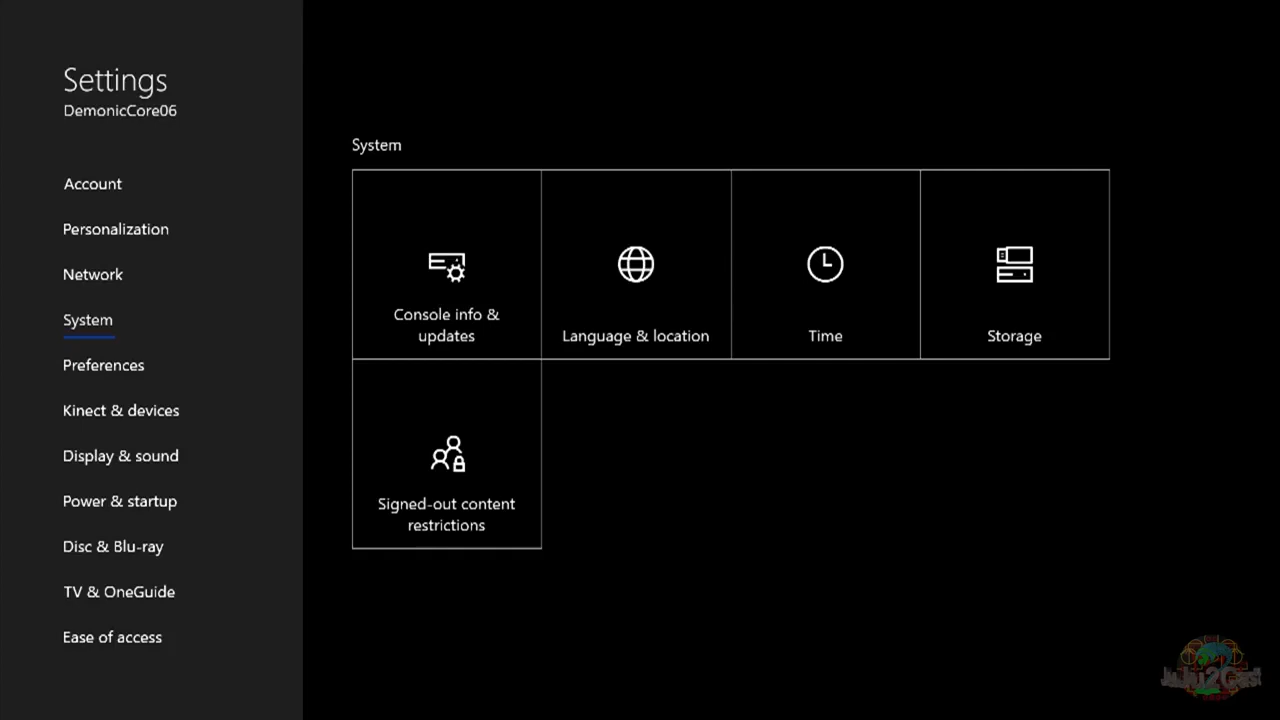 Settings
DemonicCore06
Account
Personalization
Network
System
Preferences
Kinect & devices
Display & sound
Power & startup
Disc & Blu-ray
TV & OneGuide
Ease of access
System
Console info &
updates
Language & location
Time
Storage
Signed-out content
restrictions